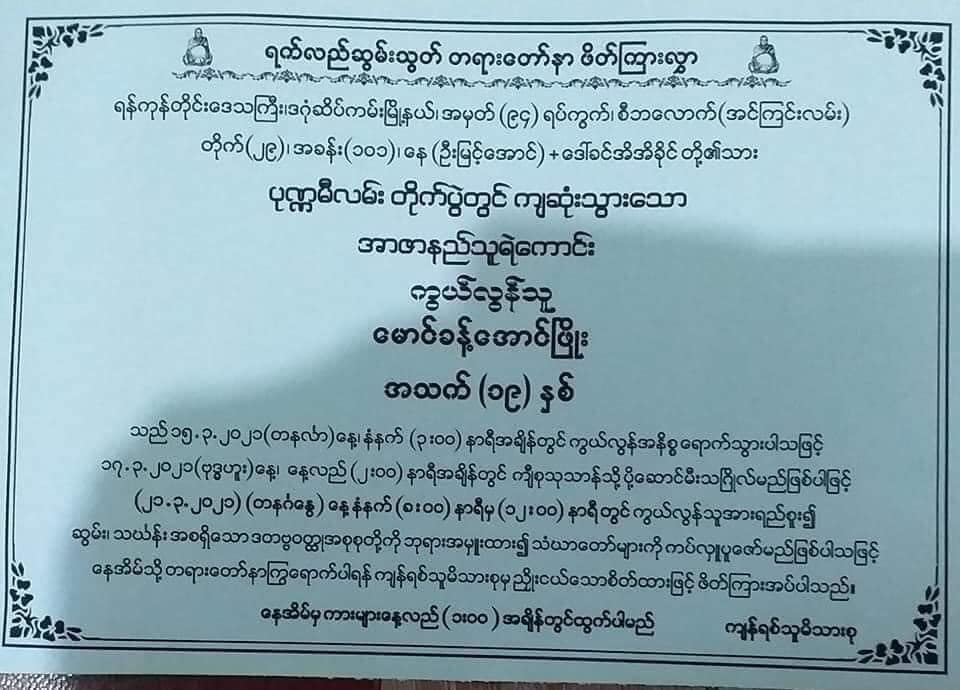 ရက်လည်ဆွမ်းသွတ် တရားတော်နာ ဖိတ်ကြားလွှာ
ရန်ကုန်တိုင်းဒေသကြီး၊ဒဂုံဆိပ်ကမ်းမြို့နယ်၊ အမှတ် (၉၄) ရပ်ကွက်၊ စီဘလောက်(အင်ကြင်းလမ်း)
တိုက်(၂၉)၊ အခန်း(၁၀၁)၊ နေ (ဦးမြင့်အောင်) + ဒေါ်ခင်အိအိခိုင် တို့၏သား
ပုဏ္ဏမီလမ်း တိုက်ပွဲတွင် ကျဆုံးသွားသော
အာဇာနည်သူရဲကောင်း
ကွယ်လွန်သူ
မောင်ခန့်အောင်ဖြိုး
အသက် (၁၉) နှစ်
သည် ၁၅.၃.၂၀၂၁(တနင်္လာ)နေ့၊ နံနက် (၃း၀၀) နာရီအချိန်တွင် ကွယ်လွန်အနိစ္စရောက်သွားပါသဖြင့်
၁၇.၃.၂၀၂၁(ဗုဒ္ဓဟူး)နေ့၊ နေ့လည် (၂း၀၀) နာရီအချိန်တွင် ကျီစုသုသာန်သို့ ပို့ဆောင်မီးသဂြိုလ်မည်ဖြစ်ပါဖြင့်
(၂၁.၃.၂၀၂၁) (တနင်္ဂနွေ) နေ့ နံနက် (၈း၀၀) နာရီမှ (၁၂း၀၀) နာရီတွင် ကွယ်လွန်သူအားရည်စူး၍
ဆွမ်း၊ သင်္ကန်း အစရှိသော ဒတဗ္ဗဝတ္ထုအစုစုတို့ကို ဘုရားအမှူးထား၍ သံဃာတော်များကို ကပ်လှူပူဇော်မည်ဖြစ်ပါသဖြင့်
နေအိမ်သို့ တရားတော်နာကြွရောက်ပါရန် ကျန်ရစ်သူမိသားစုမှ ညှိုးငယ်သောစိတ်ထားဖြင့် ဖိတ်ကြားအပ်ပါသည်။
နေအိမ်မှ ကားများနေ့လည် (၁း၀၀) အချိန်တွင်ထွက်ပါမည် ကျန်ရစ်သူမိသားစု